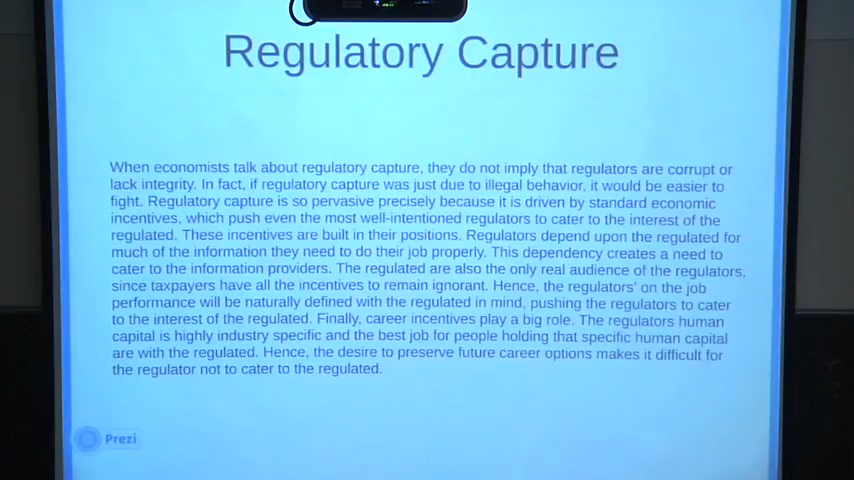 Regulatory Capture
When economists talk about regulatory capture, they do not imply that regulators are corrupt or
lack integrity. In fact, if regulatory capture was just due to illegal behavior, it would be easier to
fight. Regulatory capture is so pervasive precisely because it is driven by standard economic
incentives, which push even the most well-intentioned regulators to cater to the interest of the
regulated. These incentives are built in their positions. Regulators depend upon the regulated for
much of the information they need to do their job properly. This dependency creates a need to
cater to the information providers. The regulated are also the only real audience of the regulators,
since taxpayers have all the incentives to remain ignorant. Hence, the regulators' on the job
performance will be naturally defined with the regulated in mind, pushing the regulators to cater
to the interest of the regulated. Finally, career incentives play a big role. The regulators human
capital is highly industry specific and the best job for people holding that specific human capital
are with the regulated. Hence, the desire to preserve future career options makes it difficult for
the regulator not to cater to the regulated.
Prezi